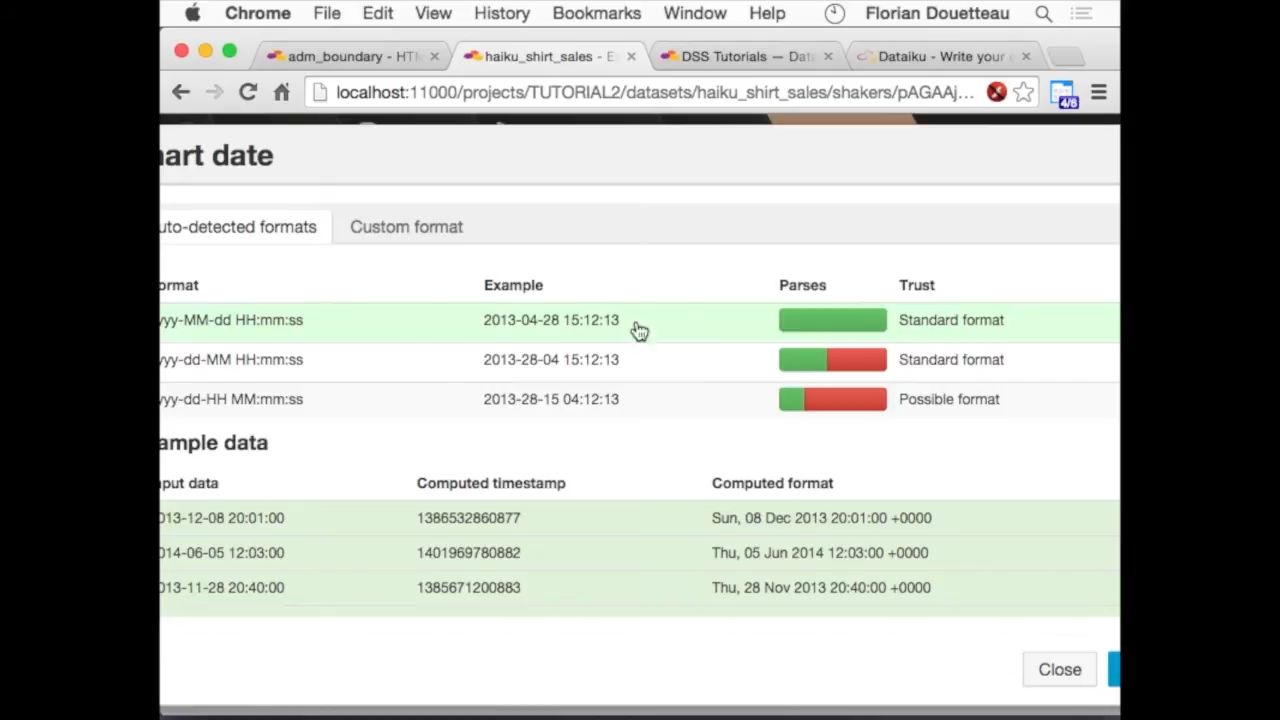 Chrome File Edit View History Bookmarks Window Help Florian Douetteau
adm_boundary - HT haiku_shirt_sales - E DSS Tutorials — Dat Dataiku - Write your
localhost:11000/projects/TUTORIAL2/datasets/haiku_shirt_sales/shakers/pAGAAj... 4/6
art date
uto-detected formats Custom format
ormat Example Parses Trust
yyy-MM-dd HH:mm:ss 2013-04-28 15:12:13 Standard format
yyy-dd-MM HH:mm:ss 2013-28-04 15:12:13 Standard format
yyy-dd-HH MM:mm:ss 2013-28-15 04:12:13 Possible format
ample data
put data Computed timestamp Computed format
013-12-08 20:01:00 1386532860877 Sun, 08 Dec 2013 20:01:00 +0000
014-06-05 12:03:00 1401969780882 Thu, 05 Jun 2014 12:03:00 +0000
013-11-28 20:40:00 1385671200883 Thu, 28 Nov 2013 20:40:00 +0000
Close